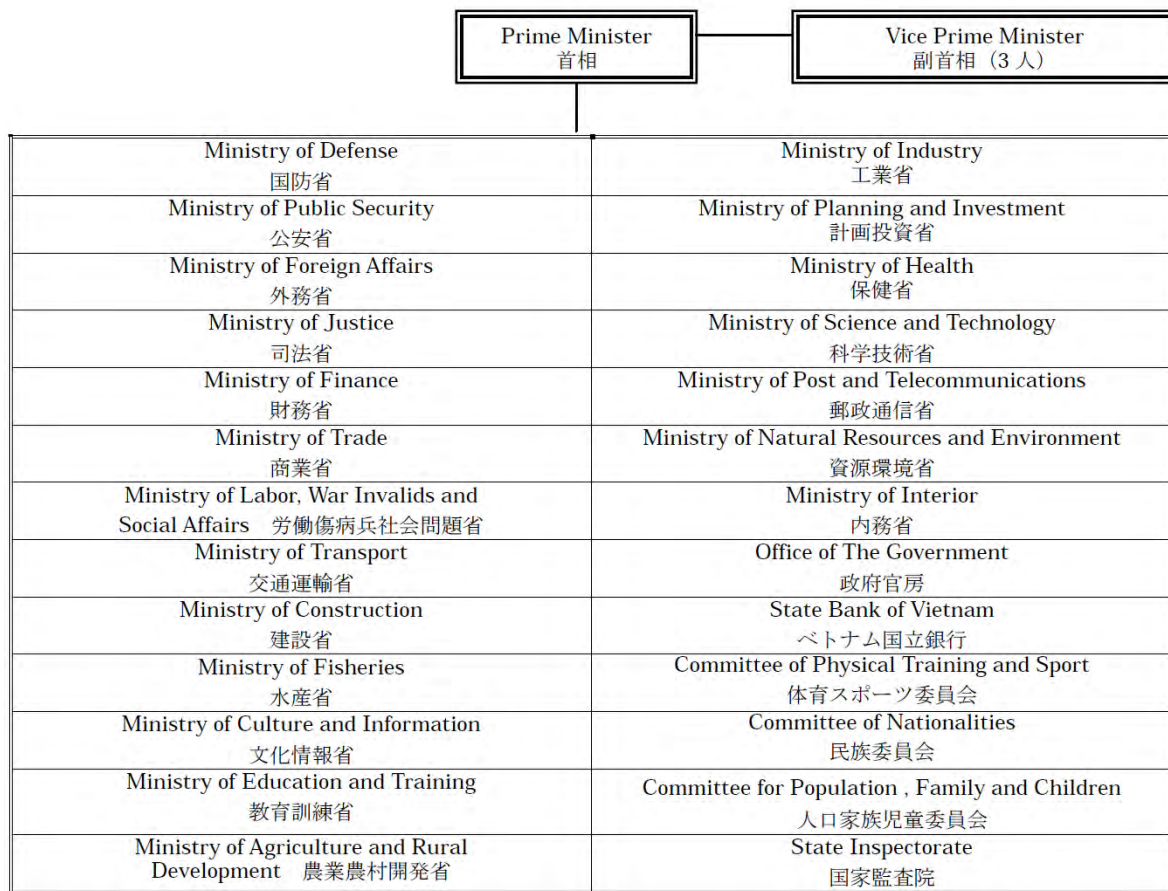 Prime Minister
首相
Vice Prime Minister
副首相（3 人）
Ministry of Defense
国防省
Ministry of Industry
工業省
Ministry of Public Security
公安省
Ministry of Planning and Investment
計画投資省
Ministry of Foreign Affairs
外務省
Ministry of Health
保健省
Ministry of Justice
司法省
Ministry of Science and Technology
科学技術省
Ministry of Finance
財務省
Ministry of Post and Telecommunications
郵政通信省
Ministry of Trade
商業省
Ministry of Natural Resources and Environment
資源環境省
Ministry of Labor, War Invalids and
Social Affairs　労働傷病兵社会問題省
Ministry of Interior
内務省
Ministry of Transport
交通運輸省
Office of The Government
政府官房
Ministry of Construction
建設省
State Bank of Vietnam
ベトナム国立銀行
Ministry of Fisheries
水産省
Committee of Physical Training and Sport
体育スポーツ委員会
Ministry of Culture and Information
文化情報省
Committee of Nationalities
民族委員会
Ministry of Education and Training
教育訓練省
Committee for Population , Family and Children
人口家族児童委員会
Ministry of Agriculture and Rural
Development　農業農村開発省
State Inspectorate
国家監査院